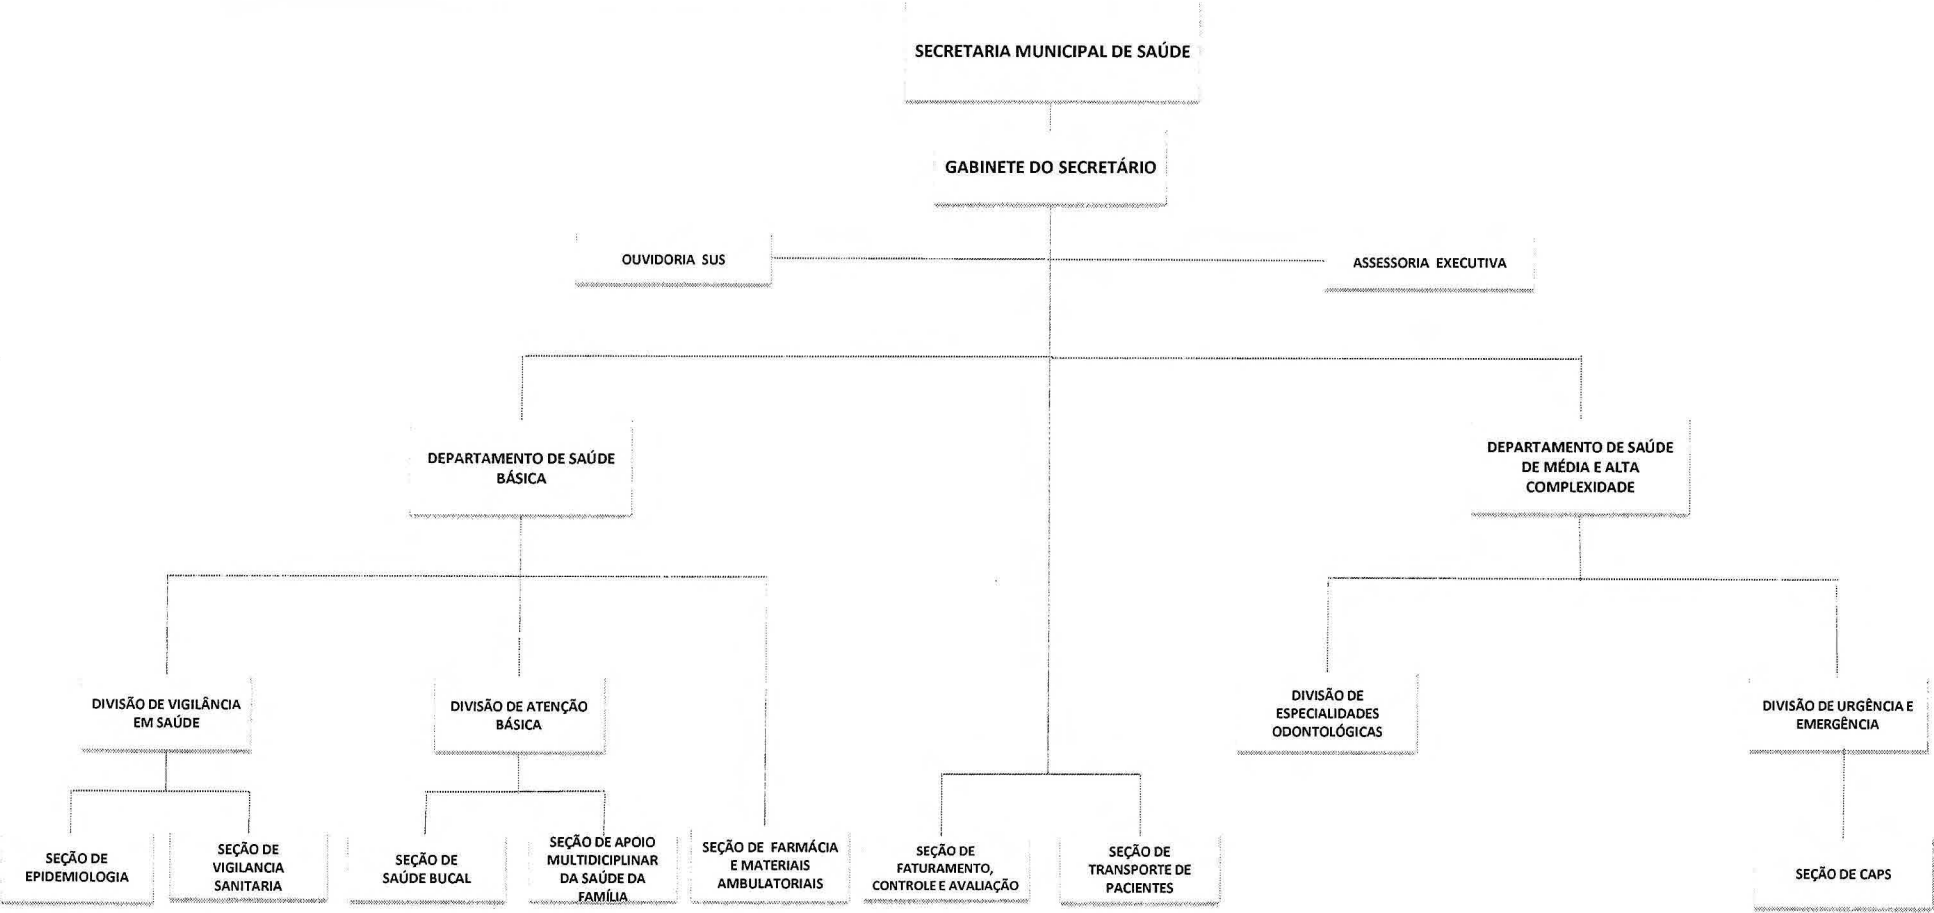 SECRETARIA MUNICIPAL DE SAÚDE
GABINETE DO SECRETÁRIO
OUVIDORIA SUS
ASSESSORIA EXECUTIVA
DEPARTAMENTO DE SAÚDE
BÁSICA
DEPARTAMENTO DE SAÚDE
DE MÉDIA E ALTA
COMPLEXIDADE
DIVISÃO DE VIGILÂNCIA
EM SAÚDE
DIVISÃO DE ATENÇÃO
BÁSICA
DIVISÃO DE
ESPECIALIDADES
ODONTOLÓGICAS
DIVISÃO DE URGÊNCIA E
EMERGÊNCIA
SEÇÃO DE
EPIDEMIOLOGIA
SEÇÃO DE
VIGILANCIA
SANITARIA
SEÇÃO DE
SAÚDE BUCAL
SEÇÃO DE APOIO
MULTIDICIPLINAR
DA SAÚDE DA
FAMÍLIA
SEÇÃO DE FARMÁCIA
E MATERIAIS
AMBULATORIAIS
SEÇÃO DE
FATURAMENTO,
CONTROLE E AVALIAÇÃO
SEÇÃO DE
TRANSPORTE DE
PACIENTES
SEÇÃO DE CAPS